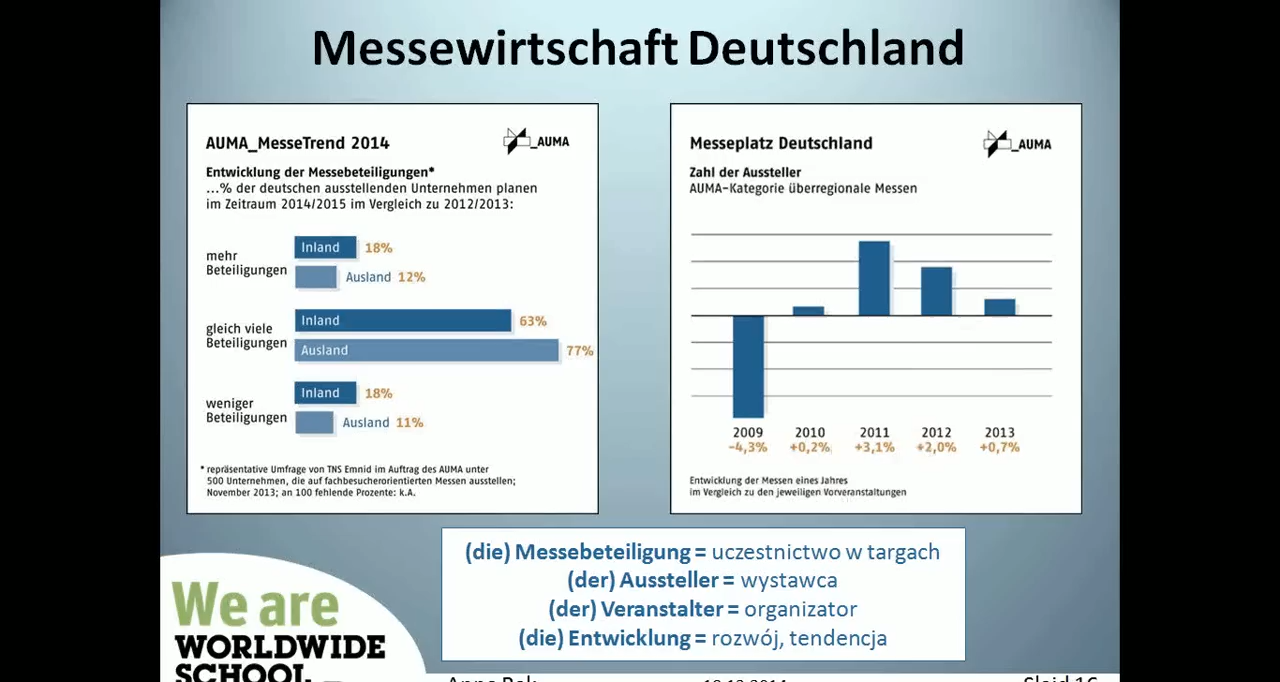 Messewirtschaft Deutschland
AUMA_MesseTrend 2014
_AUMA
Entwicklung der Messebeteiligungen*
...% der deutschen ausstellenden Unternehmen planen
im Zeitraum 2014/2015 im Vergleich zu 2012/2013:
mehr
Beteiligungen
Inland 18%
Ausland 12%
gleich viele
Beteiligungen
Inland 63%
Ausland 77%
weniger
Beteiligungen
Inland 18%
Ausland 11%
* repräsentative Umfrage von TNS Emnid im Auftrag des AUMA unter
500 Unternehmen, die auf fachbesucherorientierten Messen ausstellen;
November 2013; an 100 fehlende Prozente: k.A.
Messeplatz Deutschland
_AUMA
Zahl der Aussteller
AUMA-Kategorie überregionale Messen
2009 2010 2011 2012 2013
-4,3% +0,2% +3,1% +2,0% +0,7%
Entwicklung der Messen eines Jahres
im Vergleich zu den jeweiligen Vorveranstaltungen
(die) Messebeteiligung = uczestnictwo w targach
(der) Aussteller = wystawca
(der) Veranstalter = organizator
(die) Entwicklung = rozwój, tendencja
We are
WORLDWIDE
SCHOOL